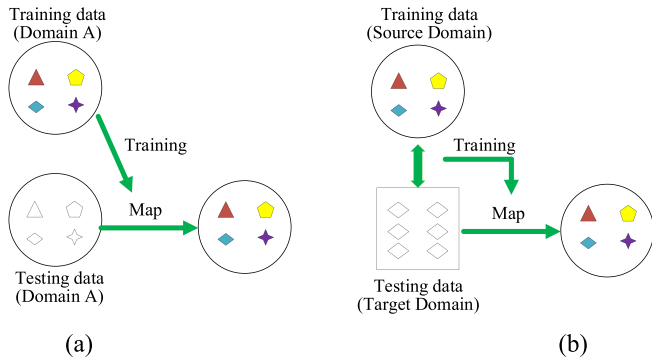 Training data
(Domain A)
Training
Map
Testing data
(Domain A)
(a)
Training data
(Source Domain)
Training
Map
Testing data
(Target Domain)
(b)